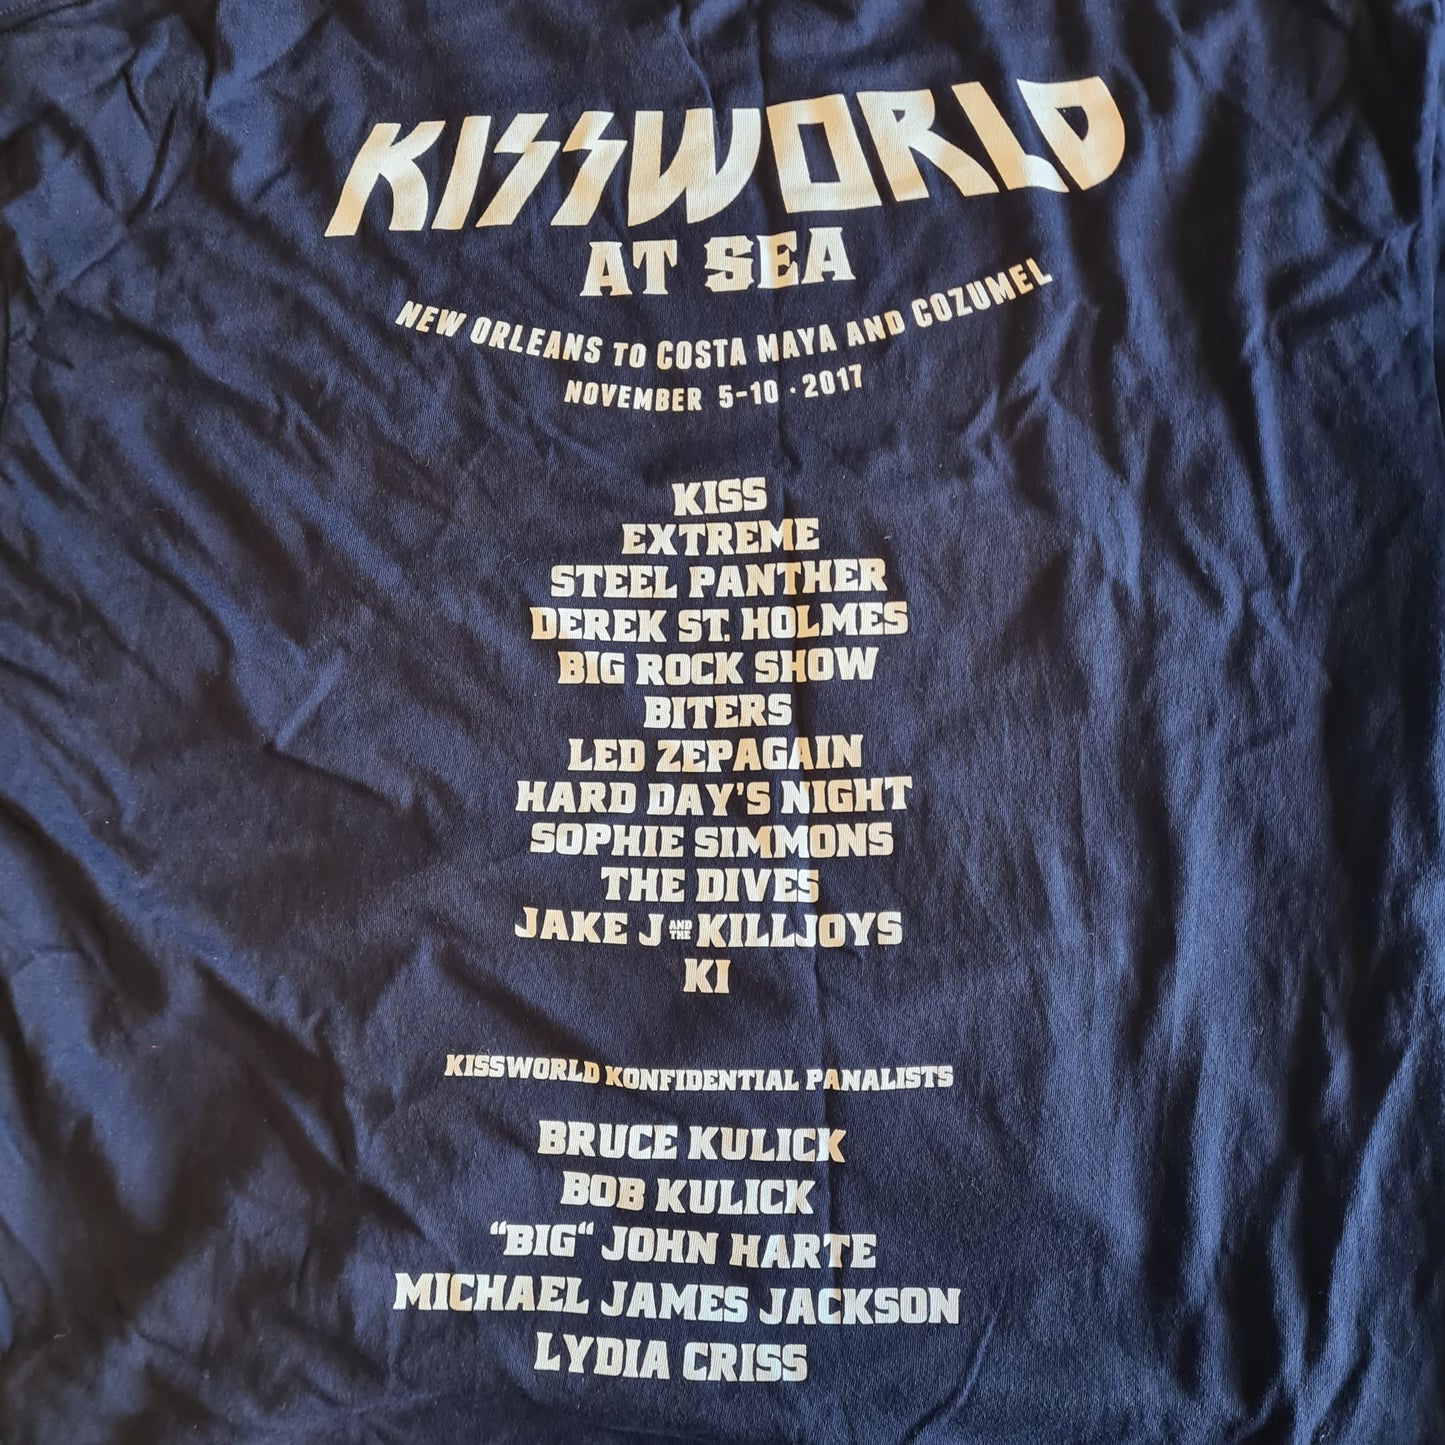 KISSWORLD
AT SEA
NEW ORLEANS TO COSTA MAYA AND COZUMEL
NOVEMBER 5-10 · 2017
KISS
EXTREME
STEEL PANTHER
DEREK ST. HOLMES
BIG ROCK SHOW
BITERS
LED ZEPAGAIN
HARD DAY'S NIGHT
SOPHIE SIMMONS
THE DIVES
JAKE J AND THE KILLJOYS
KI
KISSWORLD KONFIDENTIAL PANALISTS
BRUCE KULICK
BOB KULICK
“BIG“ JOHN HARTE
MICHAEL JAMES JACKSON
LYDIA CRISS